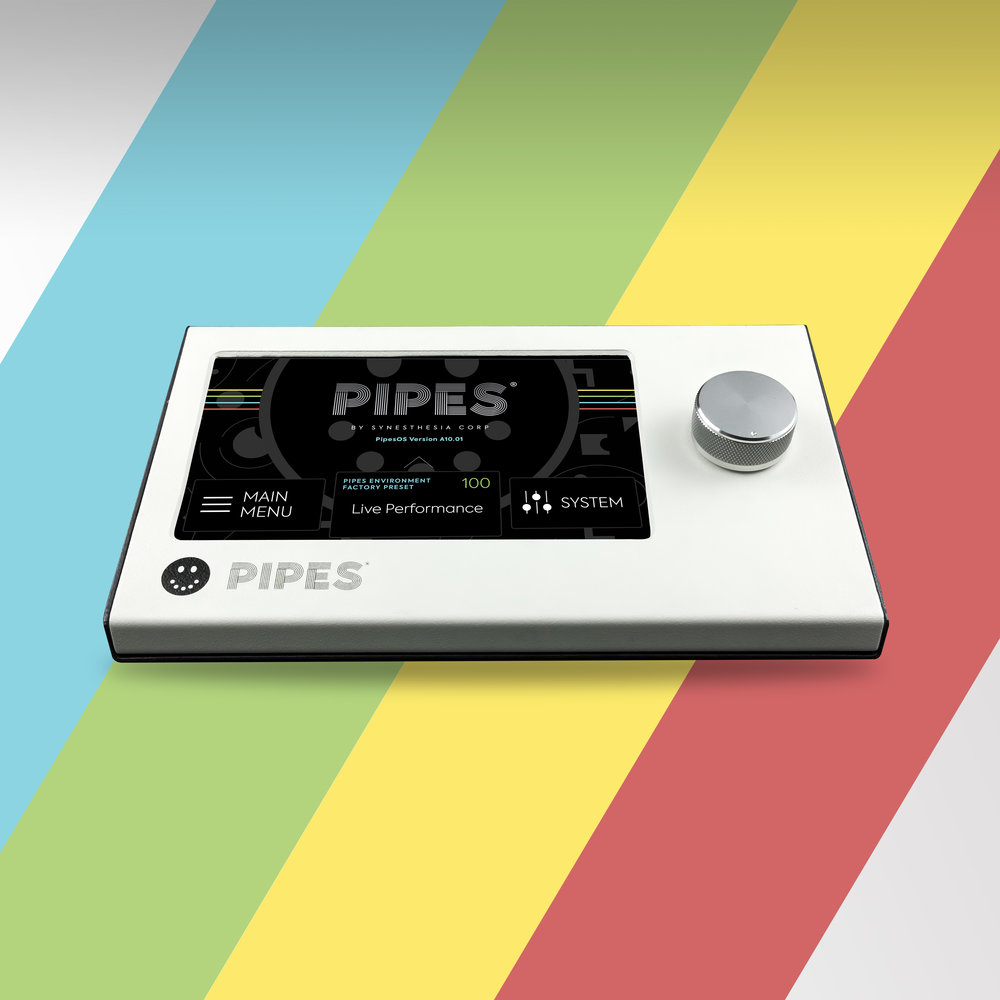 PIPES®
BY SYNESTHESIA CORP
PipesOS Version A10.01
MAIN
MENU
PIPES ENVIRONMENT
FACTORY PRESET
100
Live Performance
SYSTEM
PIPES®